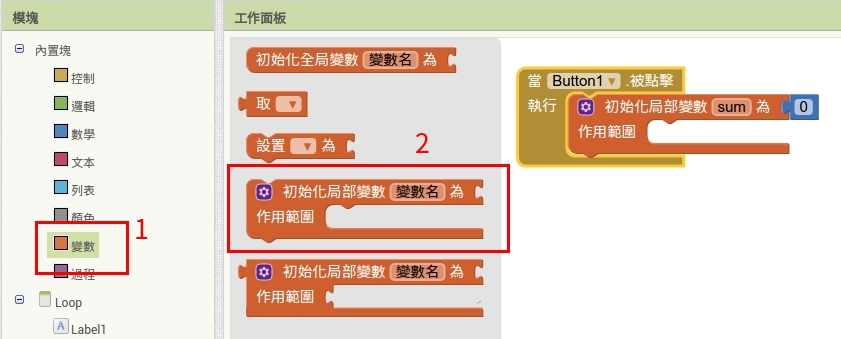 模塊
內置塊
控制
邏輯
數學
文本
列表
顏色
變數
過程
Loop
A Label1
1
工作面板
初始化全局變數 變數名 為
取
設置 為
2
初始化局部變數 變數名 為
作用範圍
初始化局部變數 變數名 為
作用範圍
當 Button1 .被點擊
執行 初始化局部變數 sum 為 0
作用範圍